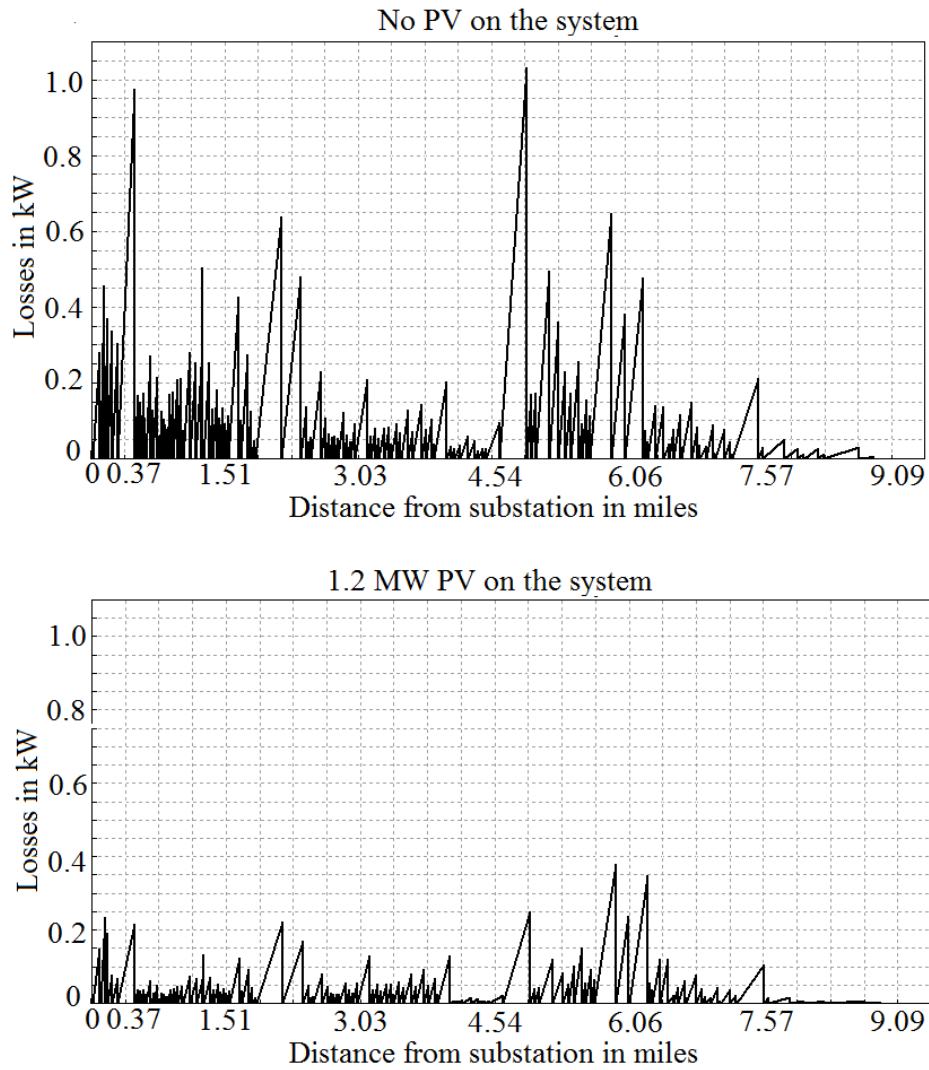 No PV on the system
1.0
0.8
0.6
0.4
0.2
0
Losses in kW
0 0.37 1.51 3.03 4.54 6.06 7.57 9.09
Distance from substation in miles
1.2 MW PV on the system
1.0
0.8
0.6
0.4
0.2
0
Losses in kW
0 0.37 1.51 3.03 4.54 6.06 7.57 9.09
Distance from substation in miles